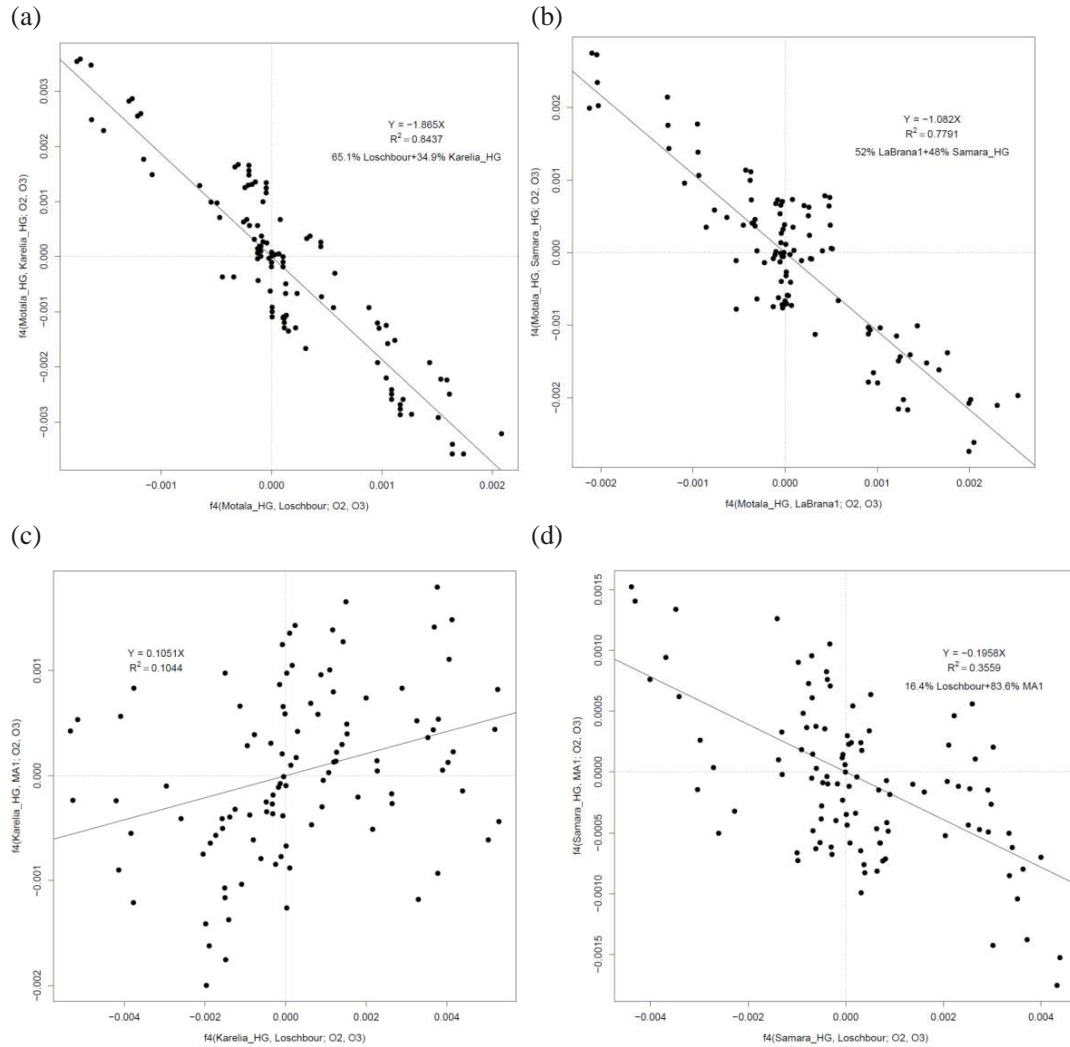 (a)
0.003
0.002
0.001
0.000
−0.001
−0.002
−0.003
f4(Motala_HG, Karelia_HG; O2, O3)
Y = −1.865X
R² = 0.8437
65.1% Loschbour+34.9% Karelia_HG
−0.001
0.000
0.001
0.002
f4(Motala_HG, Loschbour; O2, O3)
(b)
0.002
0.001
0.000
−0.001
−0.002
f4(Motala_HG, Samara_HG; O2, O3)
Y = −1.082X
R² = 0.7791
52% LaBrana1+48% Samara_HG
−0.002
−0.001
0.000
0.001
0.002
f4(Motala_HG, LaBrana1; O2, O3)
(c)
0.001
0.000
−0.001
−0.002
f4(Karelia_HG, MA1; O2, O3)
Y = 0.1051X
R² = 0.1044
−0.004
−0.002
0.000
0.002
0.004
f4(Karelia_HG, Loschbour; O2, O3)
(d)
0.0015
0.0010
0.0005
0.0000
−0.0005
−0.0010
−0.0015
f4(Samara_HG, MA1; O2, O3)
Y = −0.1958X
R² = 0.3559
16.4% Loschbour+83.6% MA1
−0.004
−0.002
0.000
0.002
0.004
f4(Samara_HG, Loschbour; O2, O3)